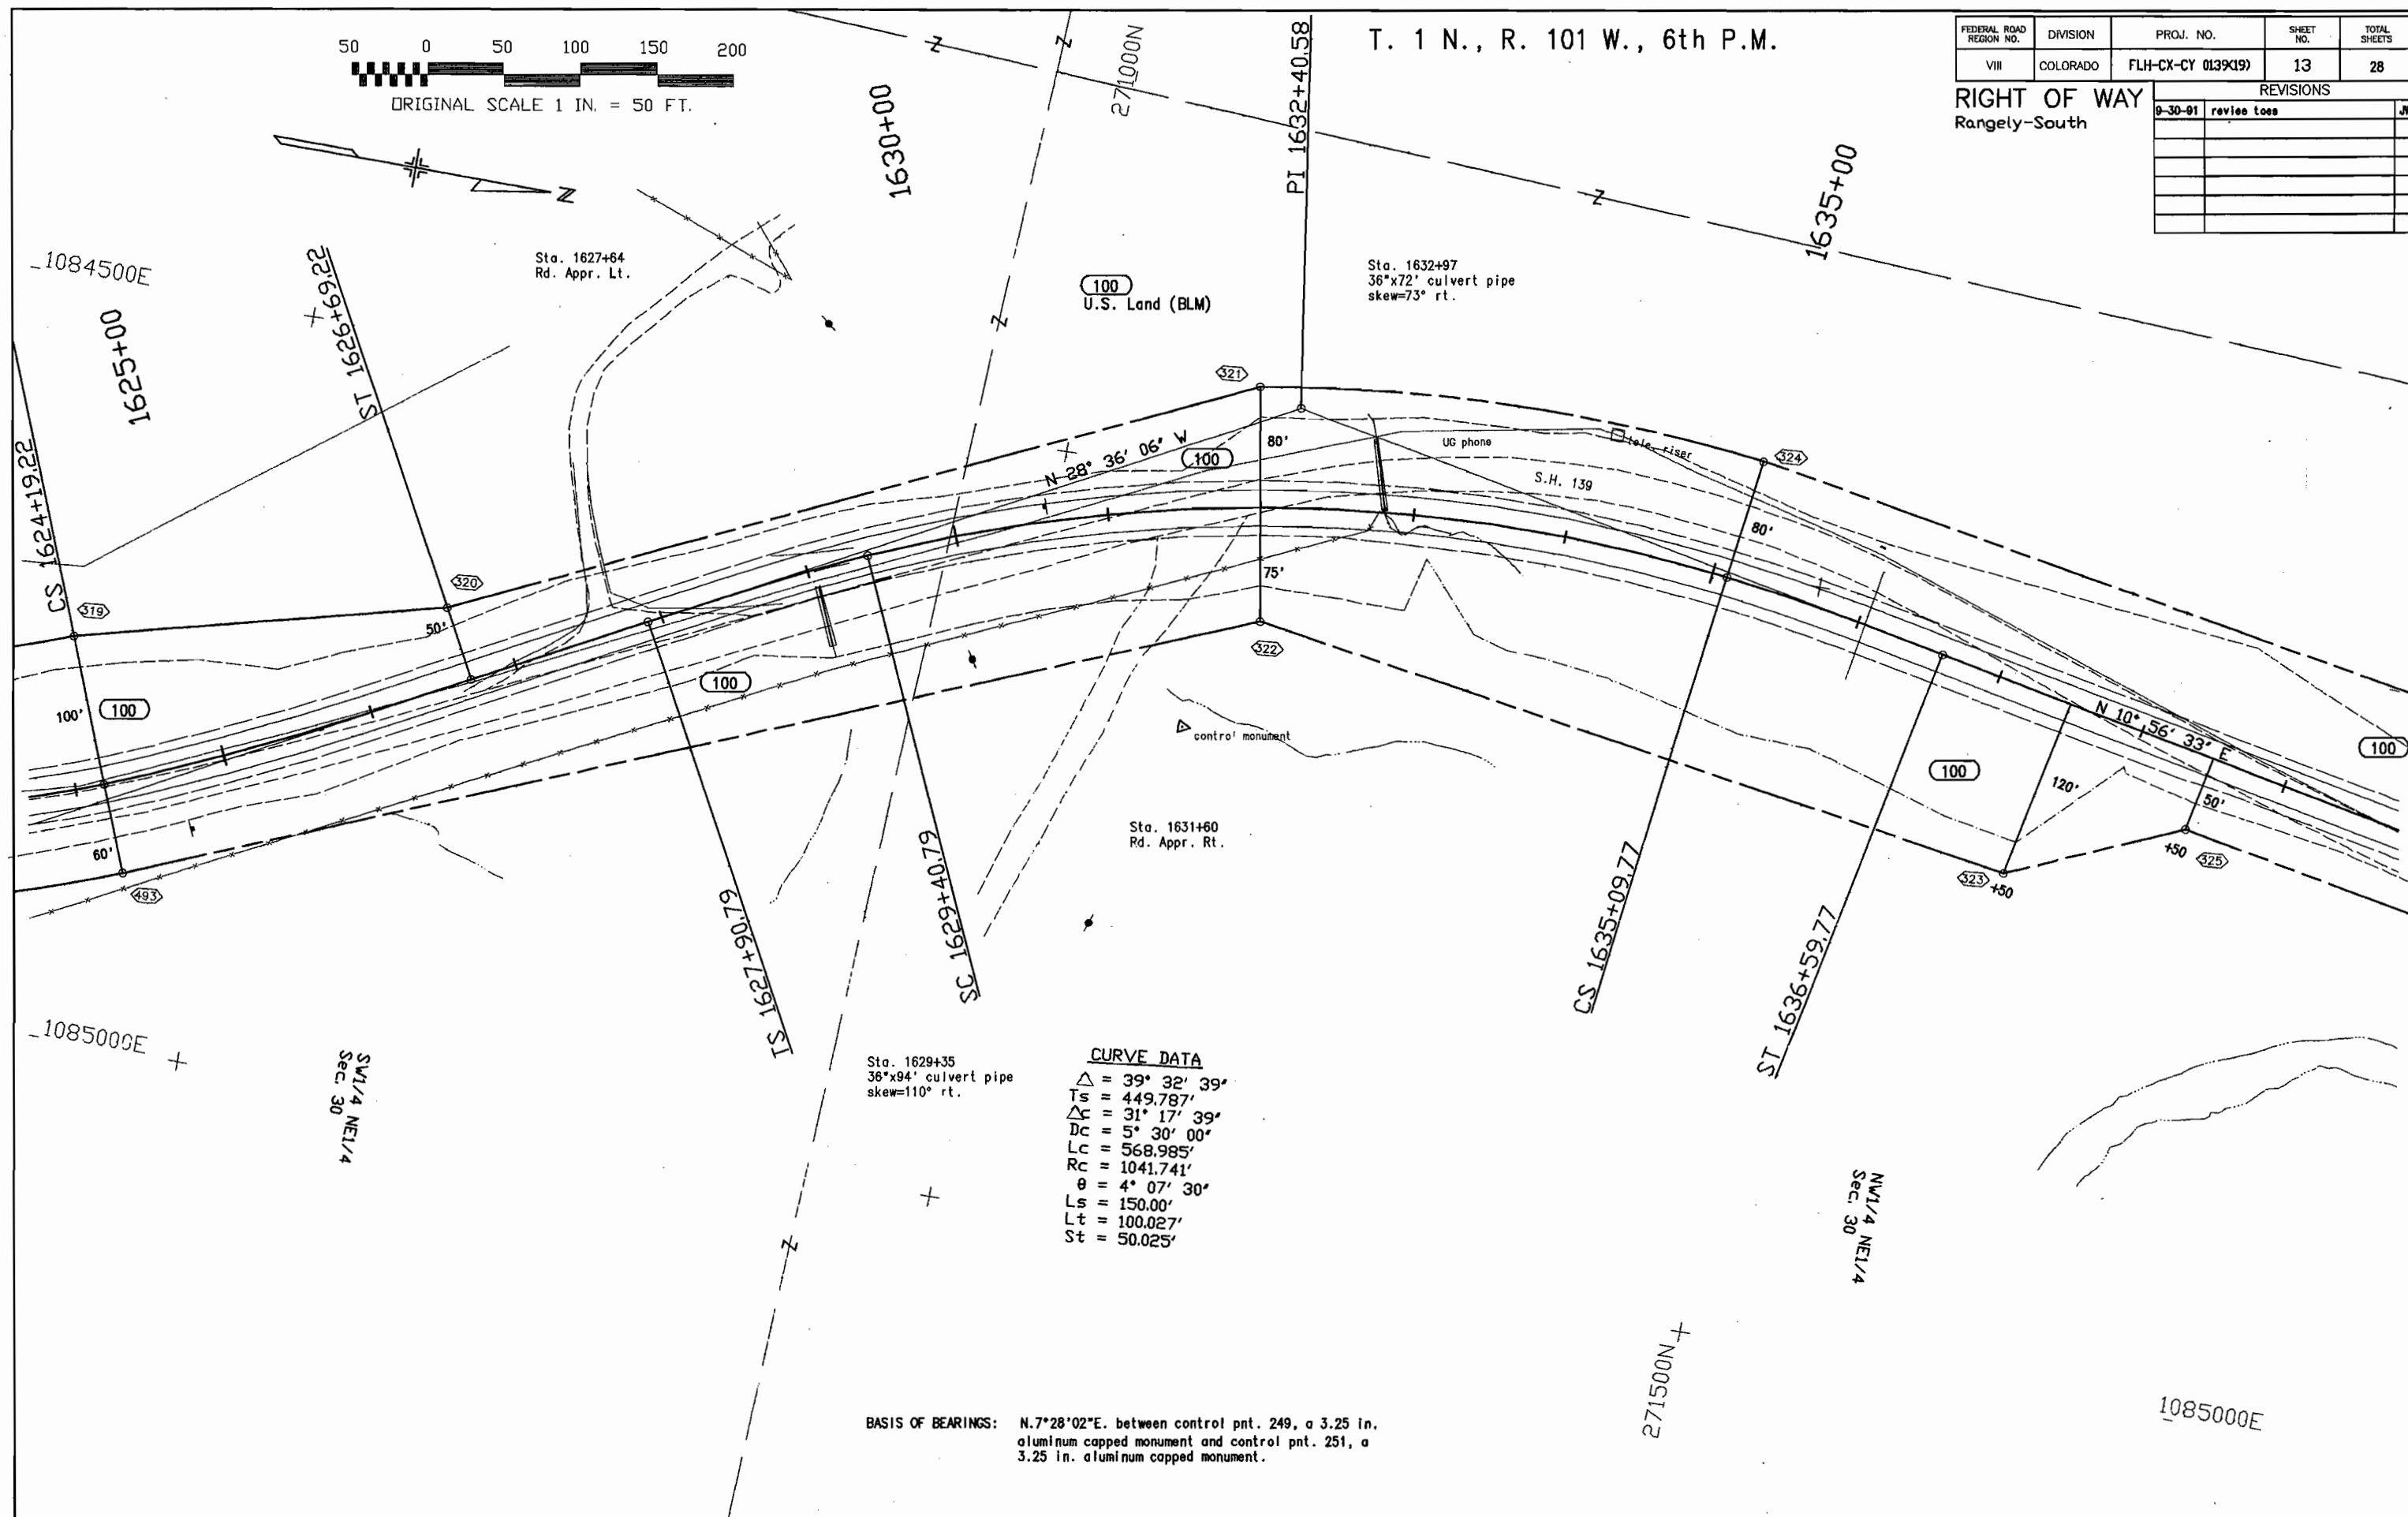 50 0 50 100 150 200
ORIGINAL SCALE 1 IN. = 50 FT.
T. 1 N., R. 101 W., 6th P.M.
FEDERAL ROAD REGION NO.
DIVISION
PROJ. NO.
SHEET NO.
TOTAL SHEETS
VIII
COLORADO
FLH-CX-CY 0139(19)
13
28
RIGHT OF WAY
Rangely-South
REVISIONS
9-30-91 revise toes
Z
Z
Z
Z
Z
Z
Z
271000N
PI 1632+40.58
1630+00
1635+00
1084500E
1625+00
ST 1626+69.22
Sta. 1627+64
Rd. Appr. Lt.
100
U.S. Land (BLM)
Sta. 1632+97
36"x72' culvert pipe
skew=73° rt.
CS 1624+19.22
321
N 28° 36' 06" W
100
80'
UG phone
tele. riser
324
S.H. 139
80'
319
320
50'
75'
322
100'
100
100
60'
493
control monument
N 10° 56' 33" E
100
100
120'
50'
+50
325
323
+50
Sta. 1631+60
Rd. Appr. Rt.
TS 1627+90.79
SC 1629+40.79
CS 1635+09.77
ST 1636+59.77
1085000E
SW1/4 NE1/4
Sec. 30
Sta. 1629+35
36"x94' culvert pipe
skew=110° rt.
CURVE DATA
△ = 39° 32' 39"
Ts = 449.787'
△c = 31° 17' 39"
Dc = 5° 30' 00"
Lc = 568.985'
Rc = 1041.741'
θ = 4° 07' 30"
Ls = 150.00'
Lt = 100.027'
St = 50.025'
NW1/4 NE1/4
Sec. 30
271500N
1085000E
BASIS OF BEARINGS: N.7°28'02"E. between control pnt. 249, a 3.25 in.
aluminum capped monument and control pnt. 251, a
3.25 in. aluminum capped monument.